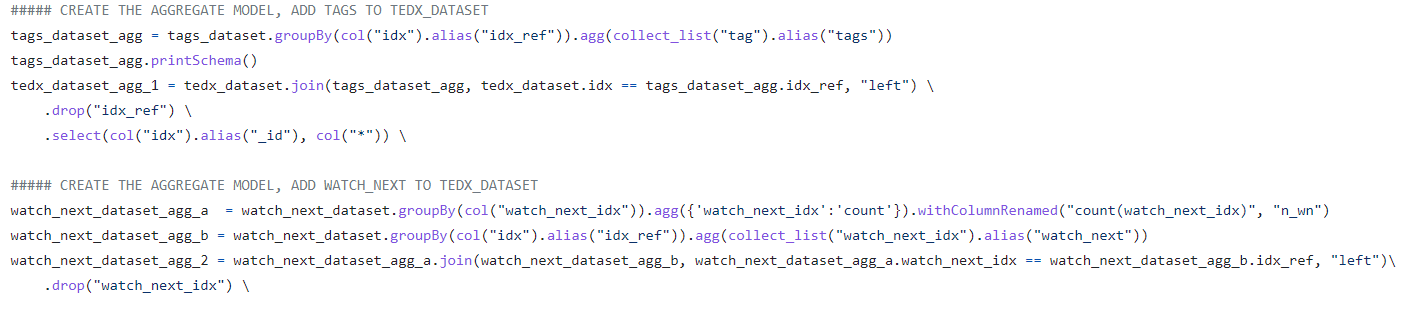 ##### CREATE THE AGGREGATE MODEL, ADD TAGS TO TEDX_DATASET
tags_dataset_agg = tags_dataset.groupBy(col("idx").alias("idx_ref")).agg(collect_list("tag").alias("tags"))
tags_dataset_agg.printSchema()
tedx_dataset_agg_1 = tedx_dataset.join(tags_dataset_agg, tedx_dataset.idx == tags_dataset_agg.idx_ref, "left") \
    .drop("idx_ref") \
    .select(col("idx").alias("_id"), col("*")) \

##### CREATE THE AGGREGATE MODEL, ADD WATCH_NEXT TO TEDX_DATASET
watch_next_dataset_agg_a  = watch_next_dataset.groupBy(col("watch_next_idx")).agg({'watch_next_idx':'count'}).withColumnRenamed("count(watch_next_idx)", "n_wn")
watch_next_dataset_agg_b = watch_next_dataset.groupBy(col("idx").alias("idx_ref")).agg(collect_list("watch_next_idx").alias("watch_next"))
watch_next_dataset_agg_2 = watch_next_dataset_agg_a.join(watch_next_dataset_agg_b, watch_next_dataset_agg_a.watch_next_idx == watch_next_dataset_agg_b.idx_ref, "left")\
    .drop("watch_next_idx") \